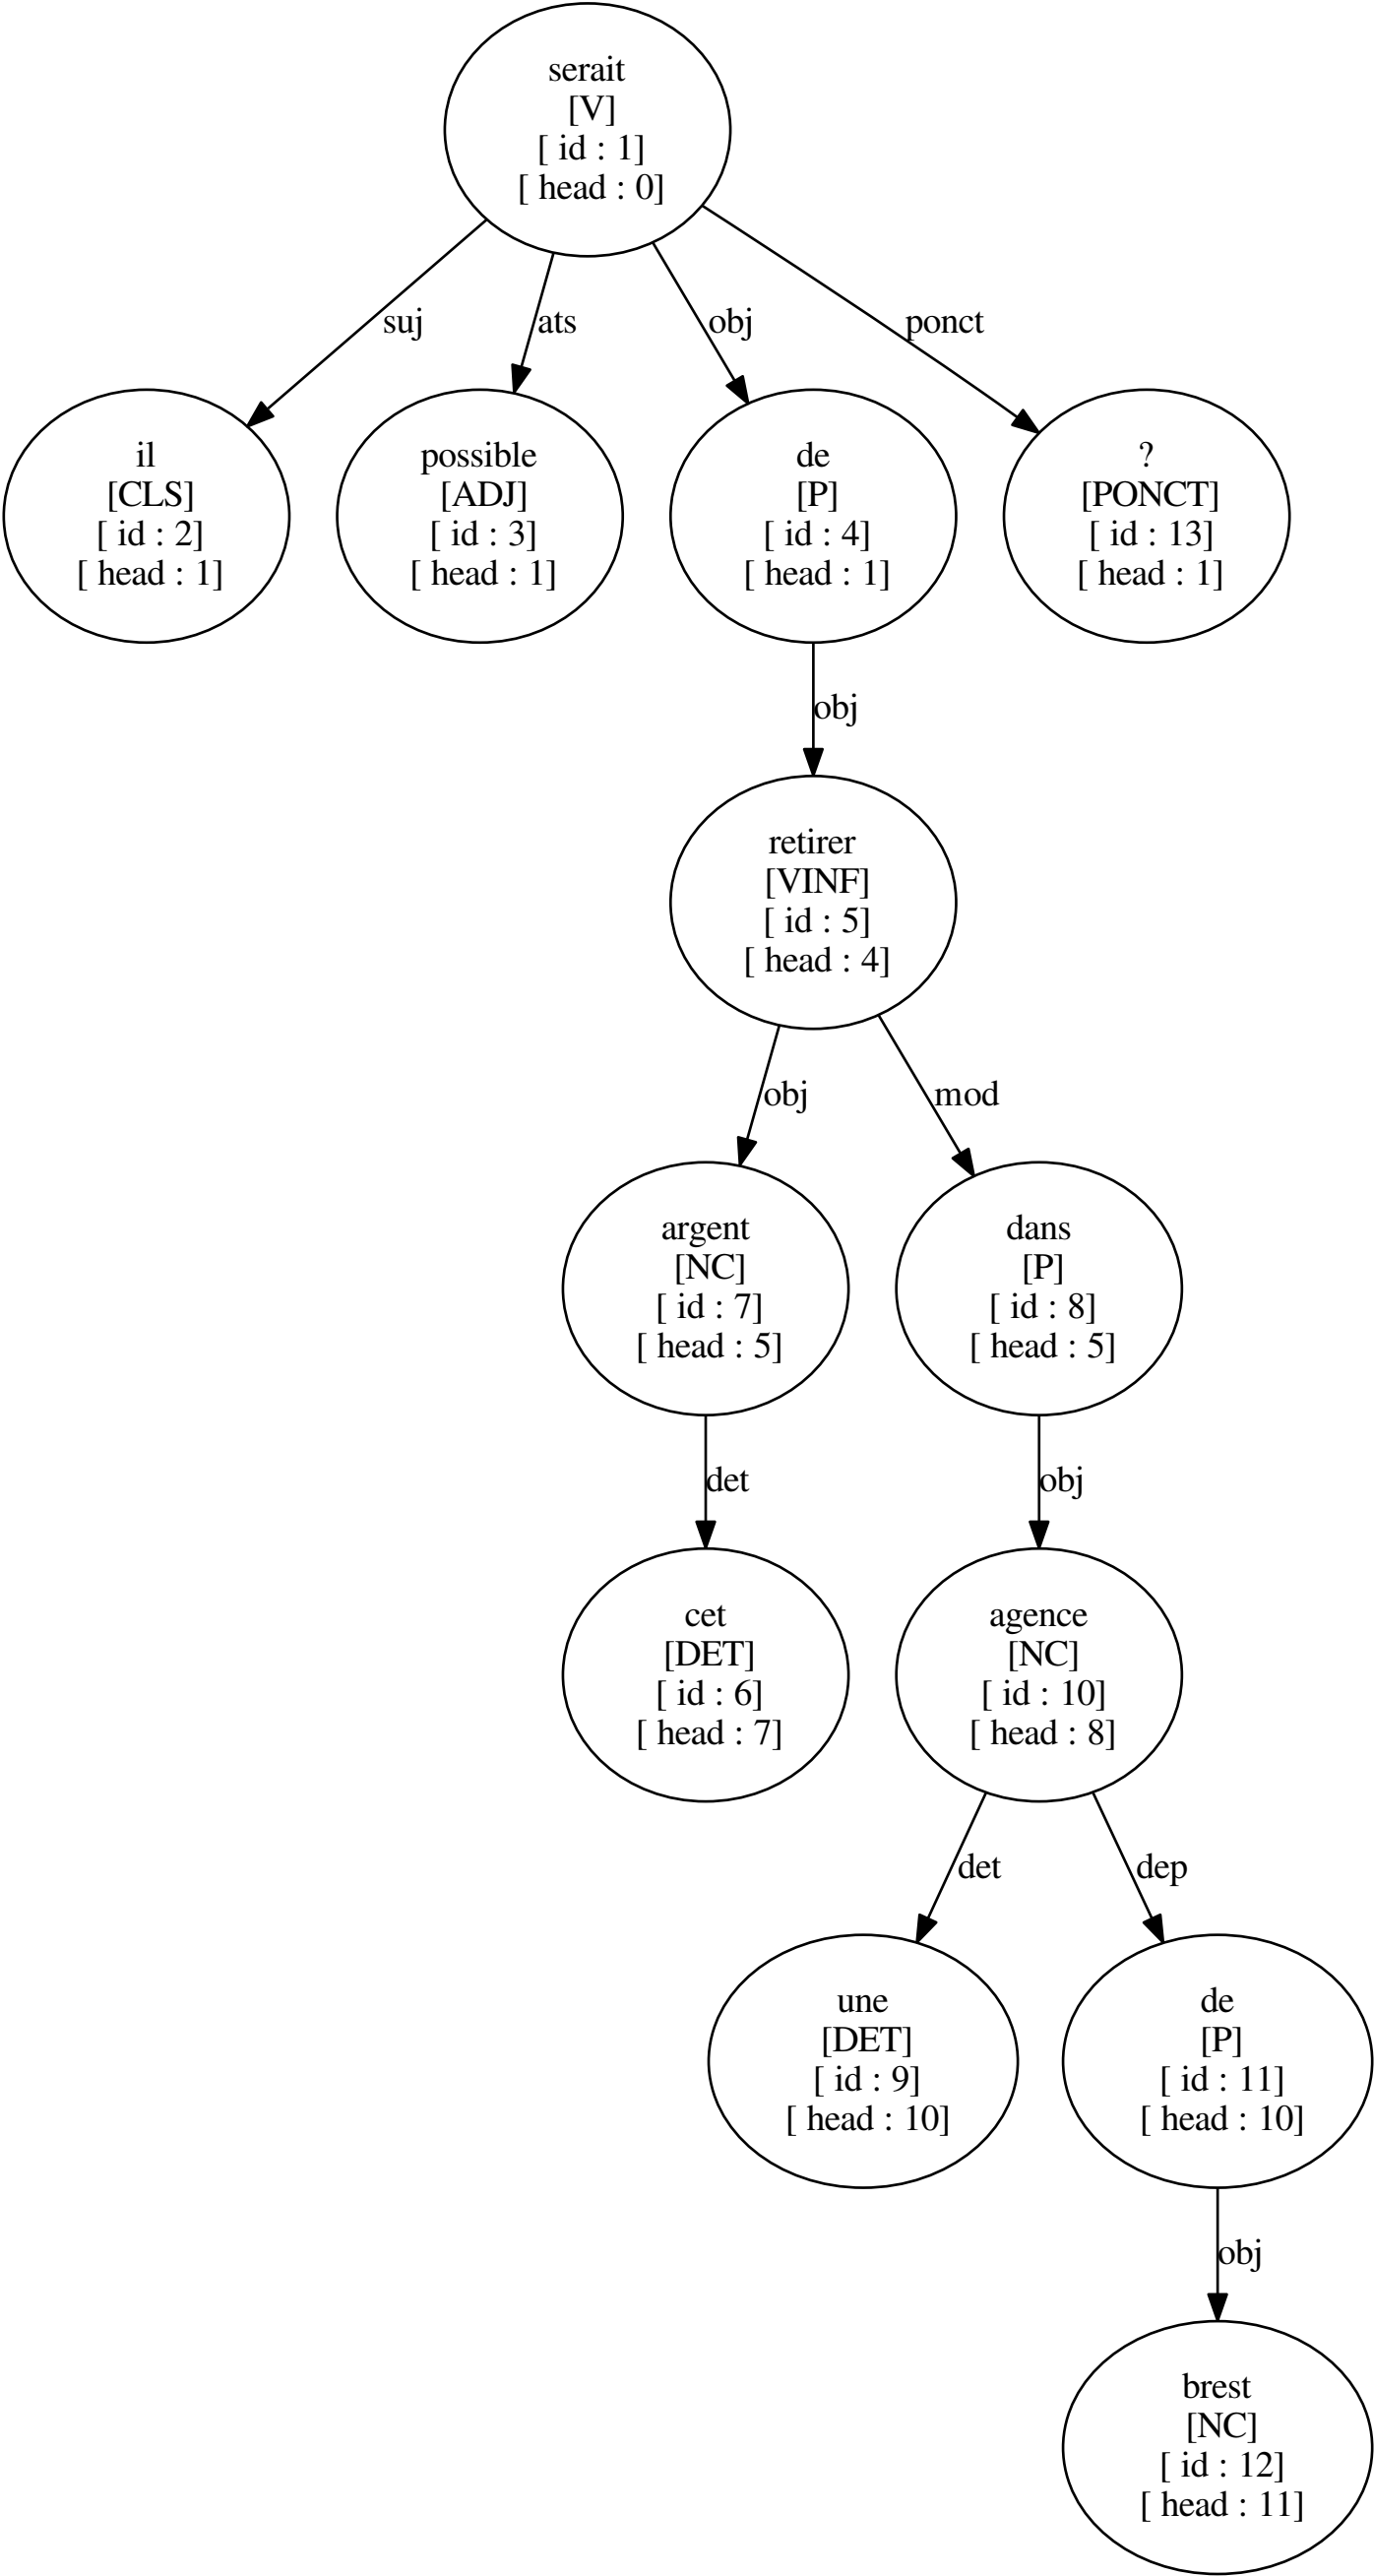 serait
[V]
[ id : 1]
[ head : 0]
suj
ats
obj
ponct
il
[CLS]
[ id : 2]
[ head : 1]
possible
[ADJ]
[ id : 3]
[ head : 1]
de
[P]
[ id : 4]
[ head : 1]
?
[PONCT]
[ id : 13]
[ head : 1]
obj
retirer
[VINF]
[ id : 5]
[ head : 4]
obj
mod
argent
[NC]
[ id : 7]
[ head : 5]
dans
[P]
[ id : 8]
[ head : 5]
det
obj
cet
[DET]
[ id : 6]
[ head : 7]
agence
[NC]
[ id : 10]
[ head : 8]
det
dep
une
[DET]
[ id : 9]
[ head : 10]
de
[P]
[ id : 11]
[ head : 10]
obj
brest
[NC]
[ id : 12]
[ head : 11]